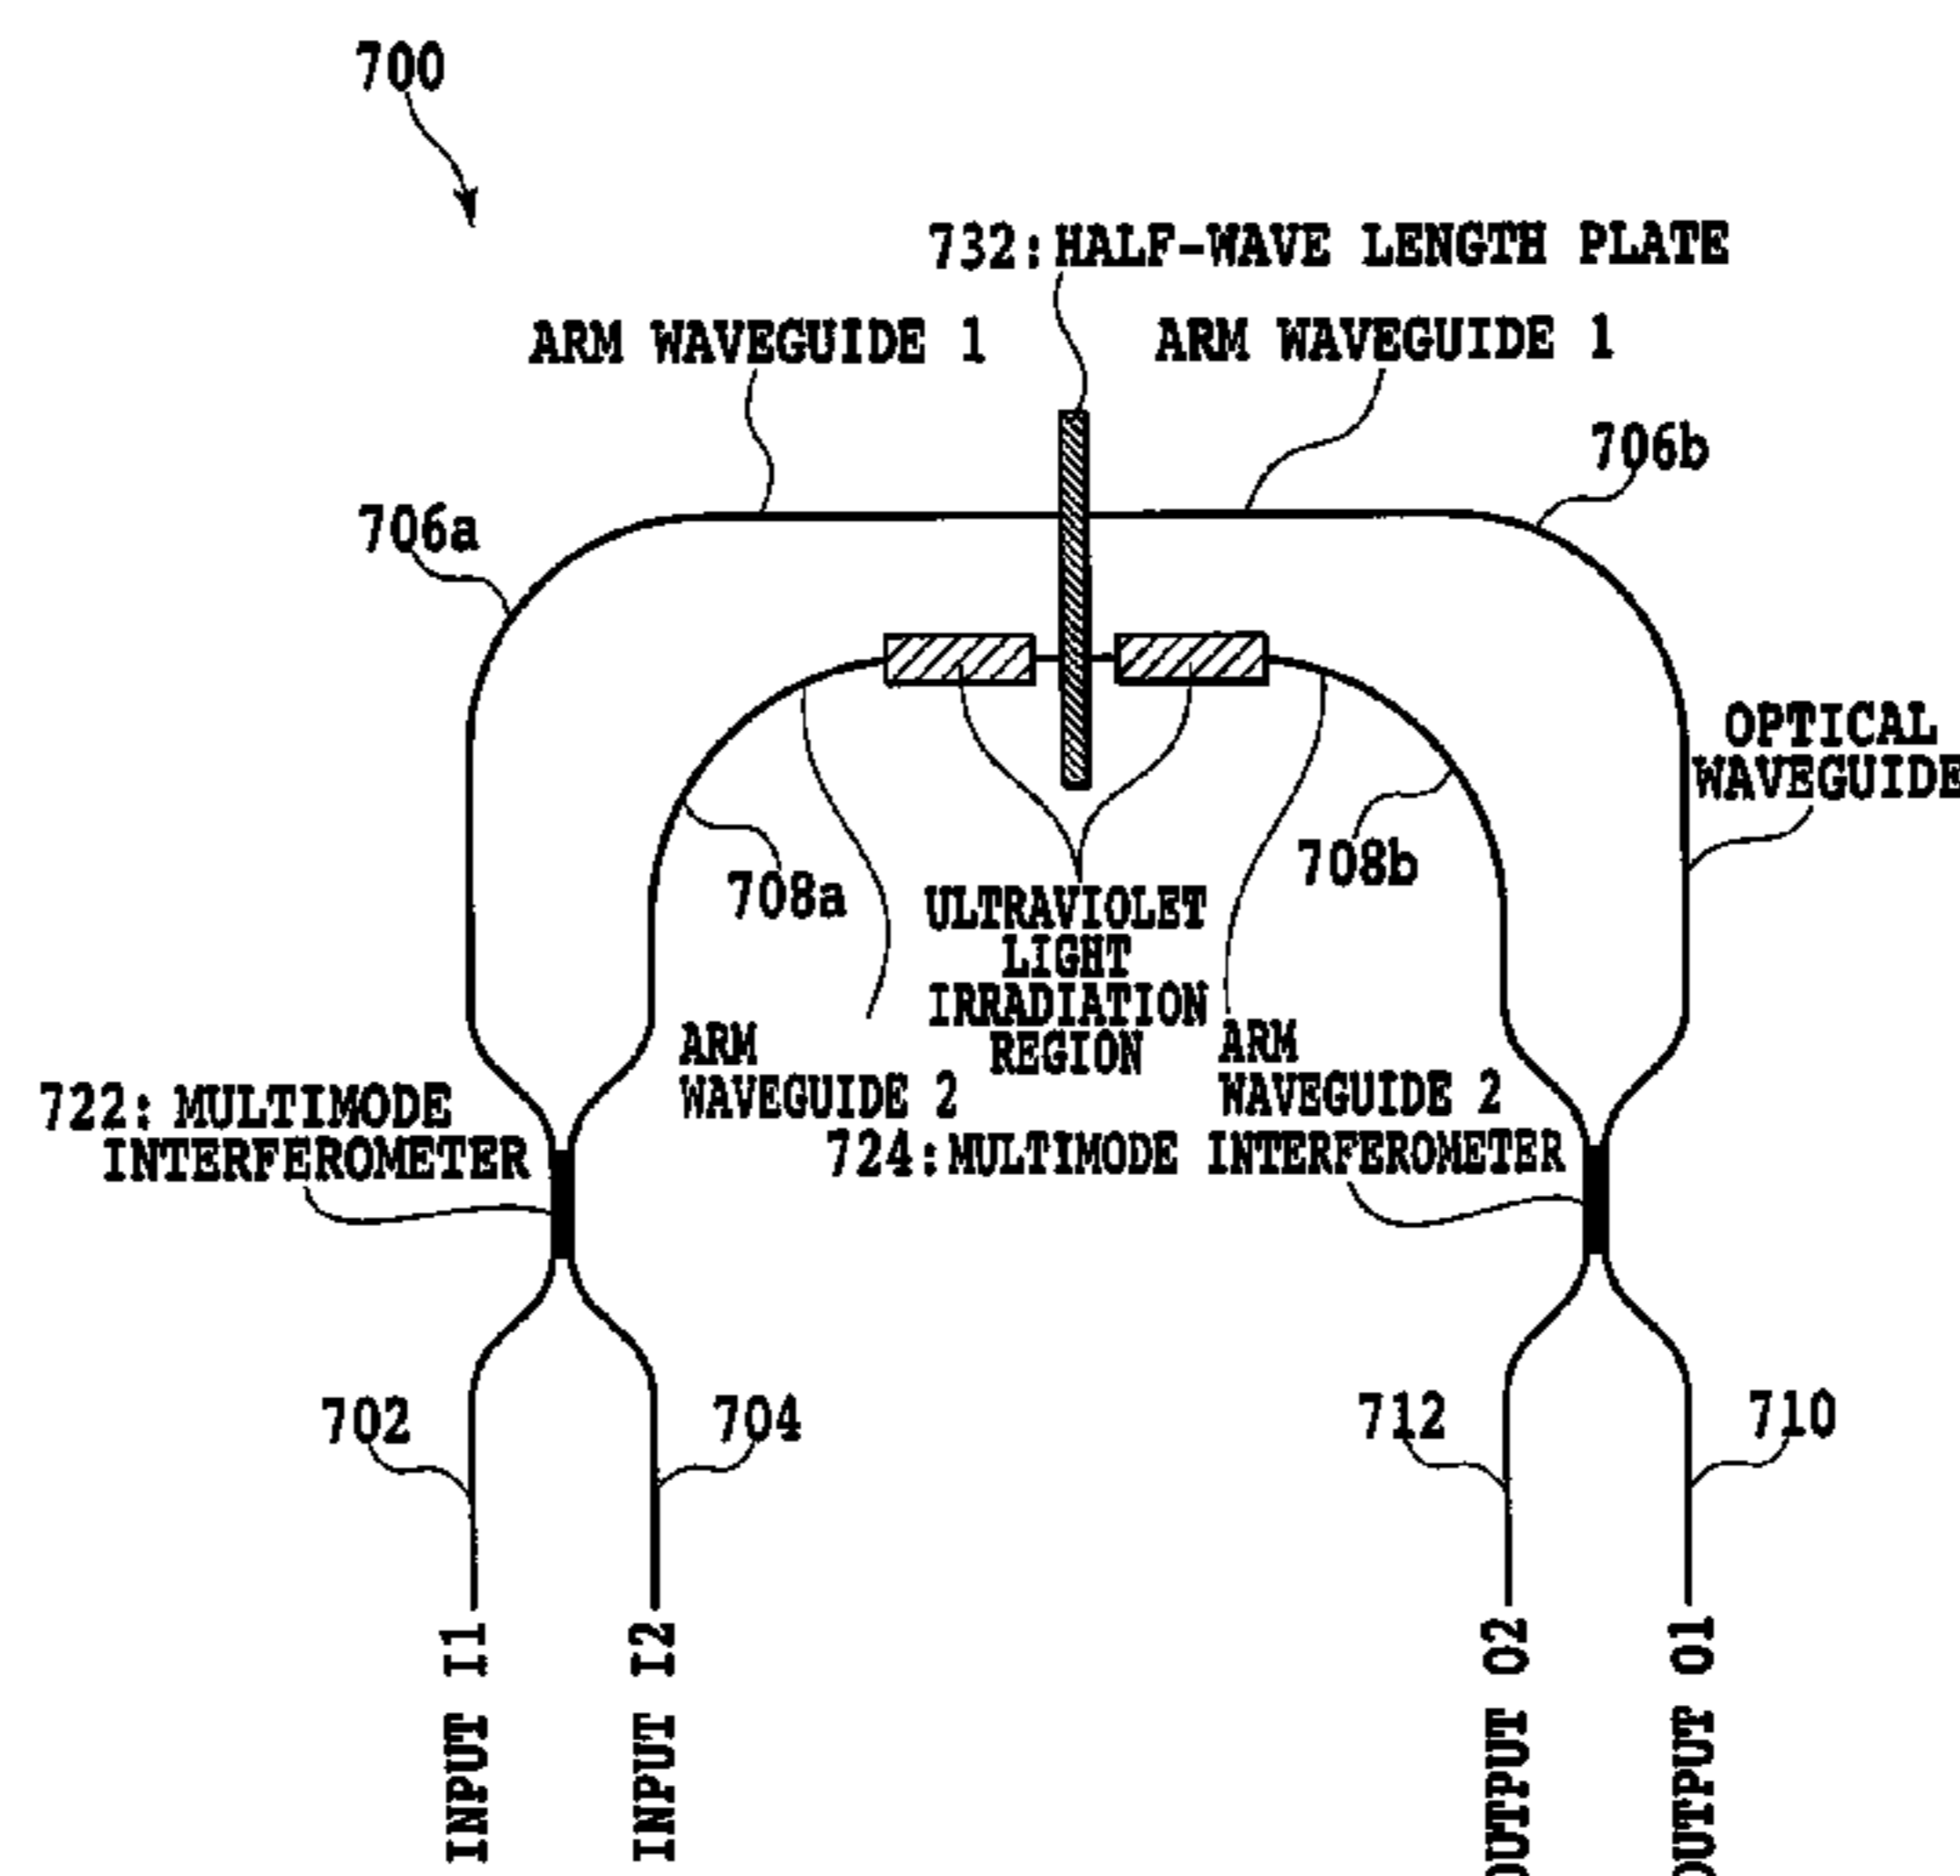 700
732:HALF-WAVE LENGTH PLATE
ARM WAVEGUIDE 1
ARM WAVEGUIDE 1
706b
706a
OPTICAL
WAVEGUIDE
708b
708a
ULTRAVIOLET
LIGHT
IRRADIATION
REGION
ARM
WAVEGUIDE 2
ARM
WAVEGUIDE 2
722: MULTIMODE
INTERFEROMETER
724:MULTIMODE INTERFEROMETER
702
704
712
710
INPUT I1
INPUT I2
OUTPUT O2
OUTPUT O1